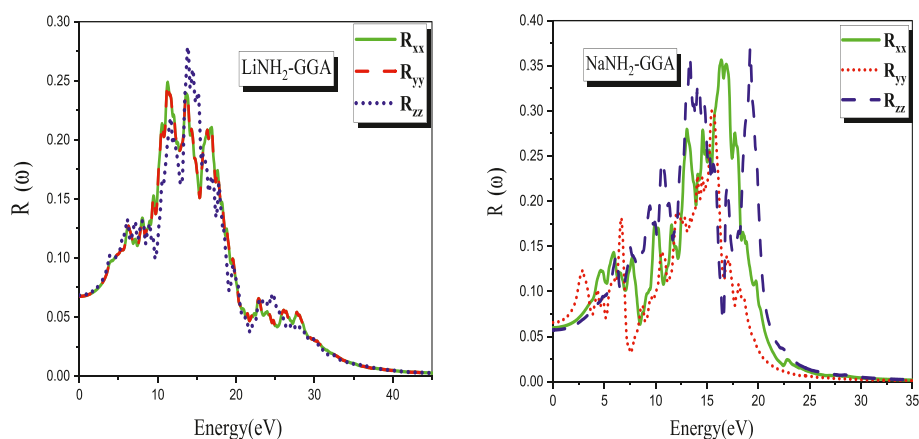 0.30
0.25
0.20
0.15
0.10
0.05
0.00
R (ω)
0 10 20 30 40
Energy(eV)
LiNH2-GGA
Rxx
Ryy
Rzz
0.40
0.35
0.30
0.25
0.20
0.15
0.10
0.05
0.00
R (ω)
0 5 10 15 20 25 30 35
Energy(eV)
NaNH2-GGA
Rxx
Ryy
Rzz